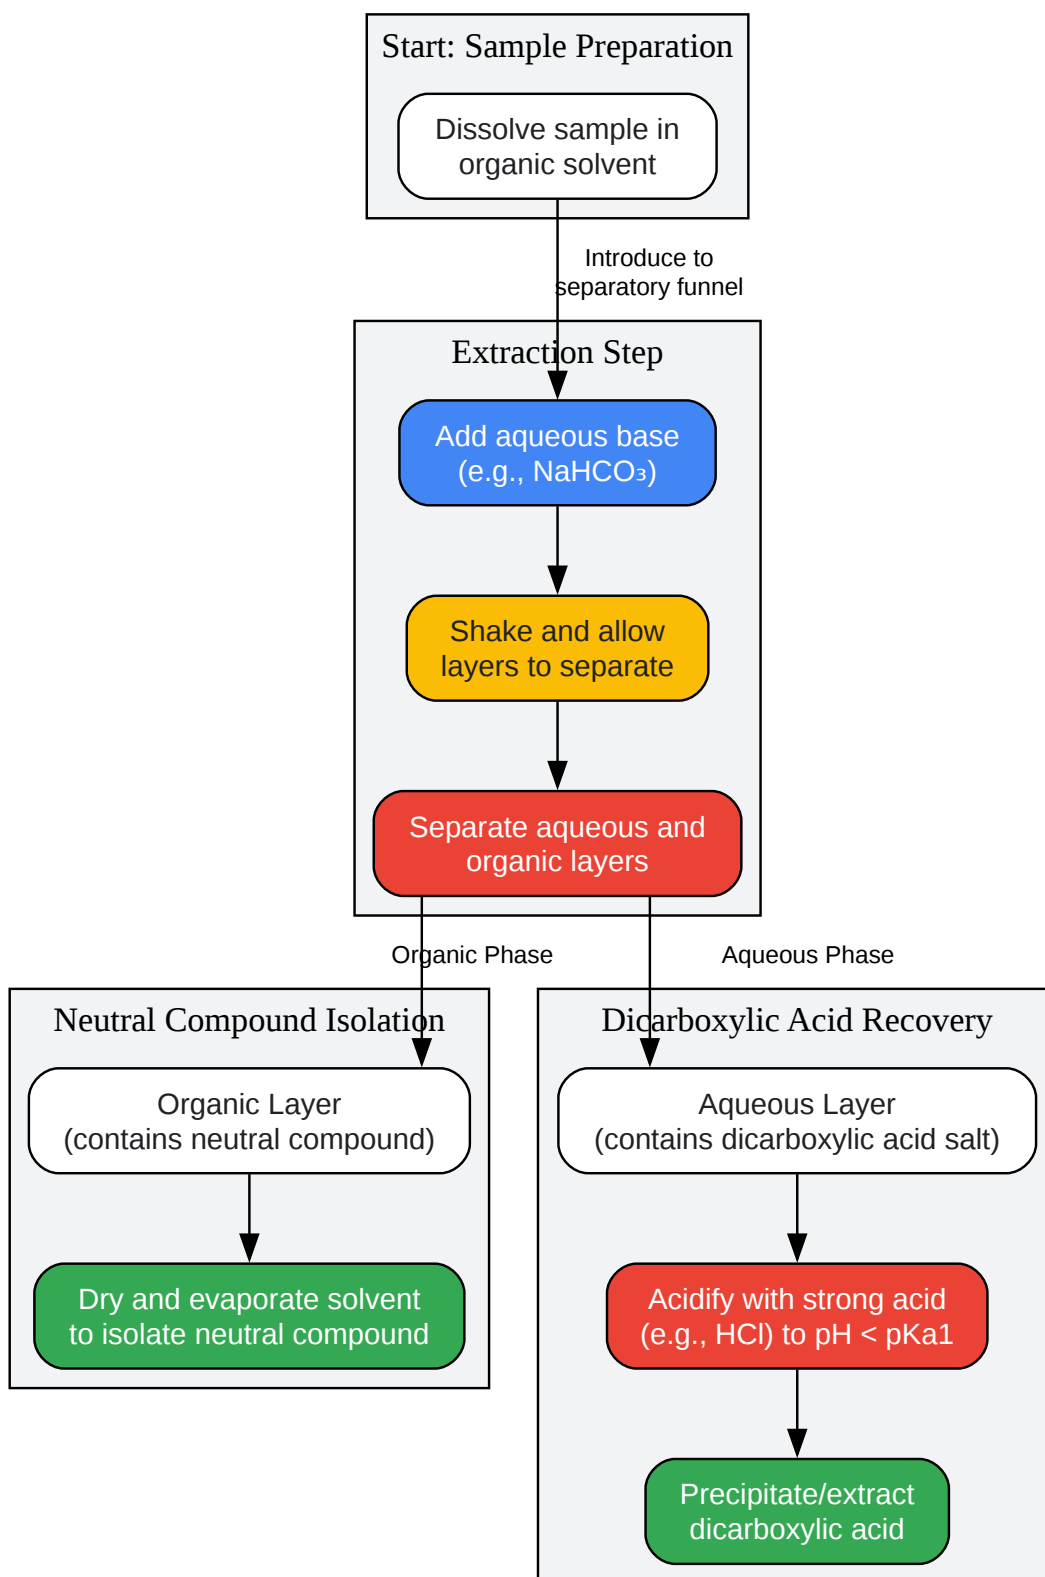 Start: Sample Preparation
Dissolve sample in
organic solvent
Introduce to
separatory funnel
Extraction Step
Add aqueous base
(e.g., NaHCO₃)
Shake and allow
layers to separate
Separate aqueous and
organic layers
Organic Phase
Aqueous Phase
Neutral Compound Isolation
Organic Layer
(contains neutral compound)
Dry and evaporate solvent
to isolate neutral compound
Dicarboxylic Acid Recovery
Aqueous Layer
(contains dicarboxylic acid salt)
Acidify with strong acid
(e.g., HCl) to pH < pKa1
Precipitate/extract
dicarboxylic acid